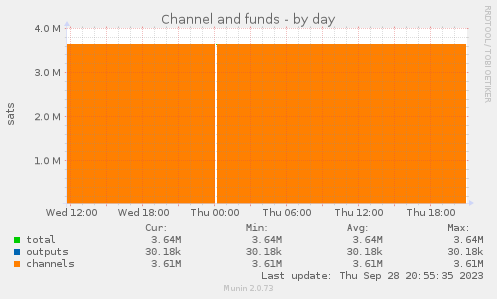 Channel and funds - by day
RRDTOOL / TOBI OETIKER
sats
4.0 M
3.0 M
2.0 M
1.0 M
Wed 12:00 Wed 18:00 Thu 00:00 Thu 06:00 Thu 12:00 Thu 18:00
Cur: Min: Avg: Max:
total 3.64M 3.64M 3.64M 3.64M
outputs 30.18k 30.18k 30.18k 30.18k
channels 3.61M 3.61M 3.61M 3.61M
Last update: Thu Sep 28 20:55:35 2023
Munin 2.0.73